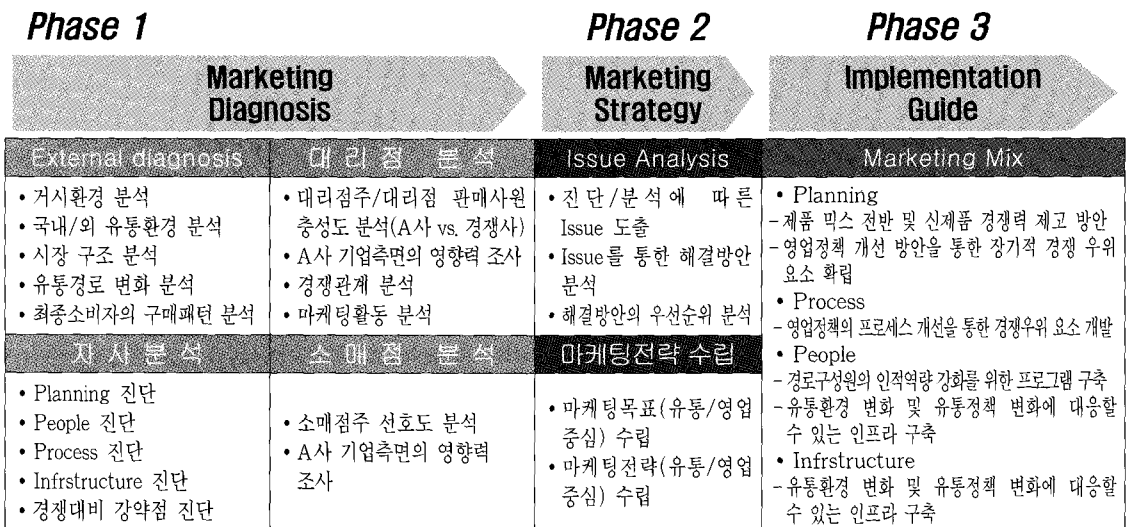 Phase 1
Phase 2
Phase 3
Marketing
Diagnosis
Marketing
Strategy
Implementation
Guide
External diagnosis
• 거시환경 분석
• 국내/외 유통환경 분석
• 시장 구조 분석
• 유통경로 변화 분석
• 최종소비자의 구매패턴 분석
대 리 점 분 석
• 대리점주/대리점 판매사원
충성도 분석(A사 vs. 경쟁사)
• A사 기업측면의 영향력 조사
• 경쟁관계 분석
• 마케팅활동 분석
자 사 분 석
• Planning 진단
• People 진단
• Process 진단
• Infrstructure 진단
• 경쟁대비 강약점 진단
소 매 점 분 석
• 소매점주 선호도 분석
• A사 기업측면의 영향력
조사
Issue Analysis
• 진단/분석에 따른
Issue 도출
• Issue를 통한 해결방안
분석
• 해결방안의 우선순위 분석
마케팅전략 수립
• 마케팅목표(유통/영업
중심) 수립
• 마케팅전략(유통/영업
중심) 수립
Marketing Mix
• Planning
-제품 믹스 전반 및 신제품 경쟁력 제고 방안
-영업정책 개선 방안을 통한 장기적 경쟁 우위
요소 확립
• Process
-영업정책의 프로세스 개선을 통한 경쟁우위 요소 개발
• People
-경로구성원의 인적역량 강화를 위한 프로그램 구축
-유통환경 변화 및 유통정책 변화에 대응할
수 있는 인프라 구축
• Infrstructure
-유통환경 변화 및 유통정책 변화에 대응할
수 있는 인프라 구축